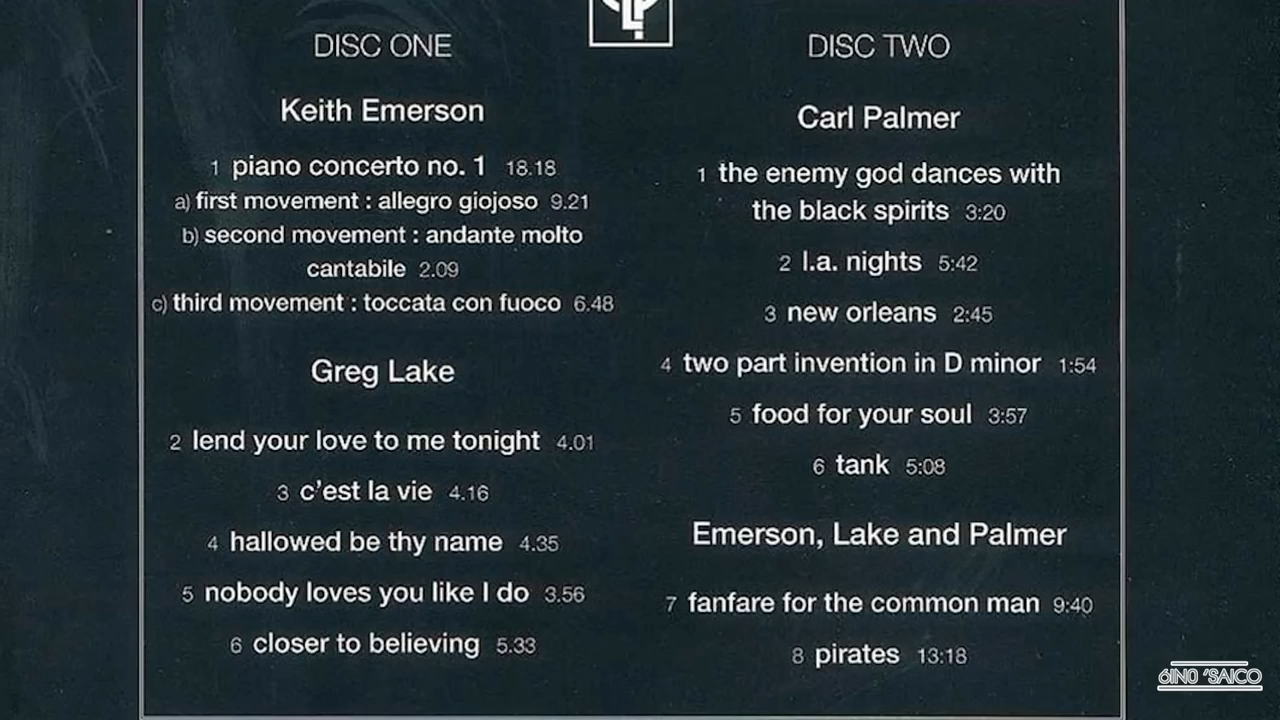 DISC ONE
Keith Emerson
1 piano concerto no. 1 18.18
a) first movement : allegro giojoso 9.21
b) second movement : andante molto
cantabile 2.09
c) third movement : toccata con fuoco 6.48
Greg Lake
2 lend your love to me tonight 4.01
3 c'est la vie 4.16
4 hallowed be thy name 4.35
5 nobody loves you like I do 3.56
6 closer to believing 5.33
DISC TWO
Carl Palmer
1 the enemy god dances with
the black spirits 3:20
2 l.a. nights 5:42
3 new orleans 2:45
4 two part invention in D minor 1:54
5 food for your soul 3:57
6 tank 5:08
Emerson, Lake and Palmer
7 fanfare for the common man 9:40
8 pirates 13:18
6IN0 'SAICO